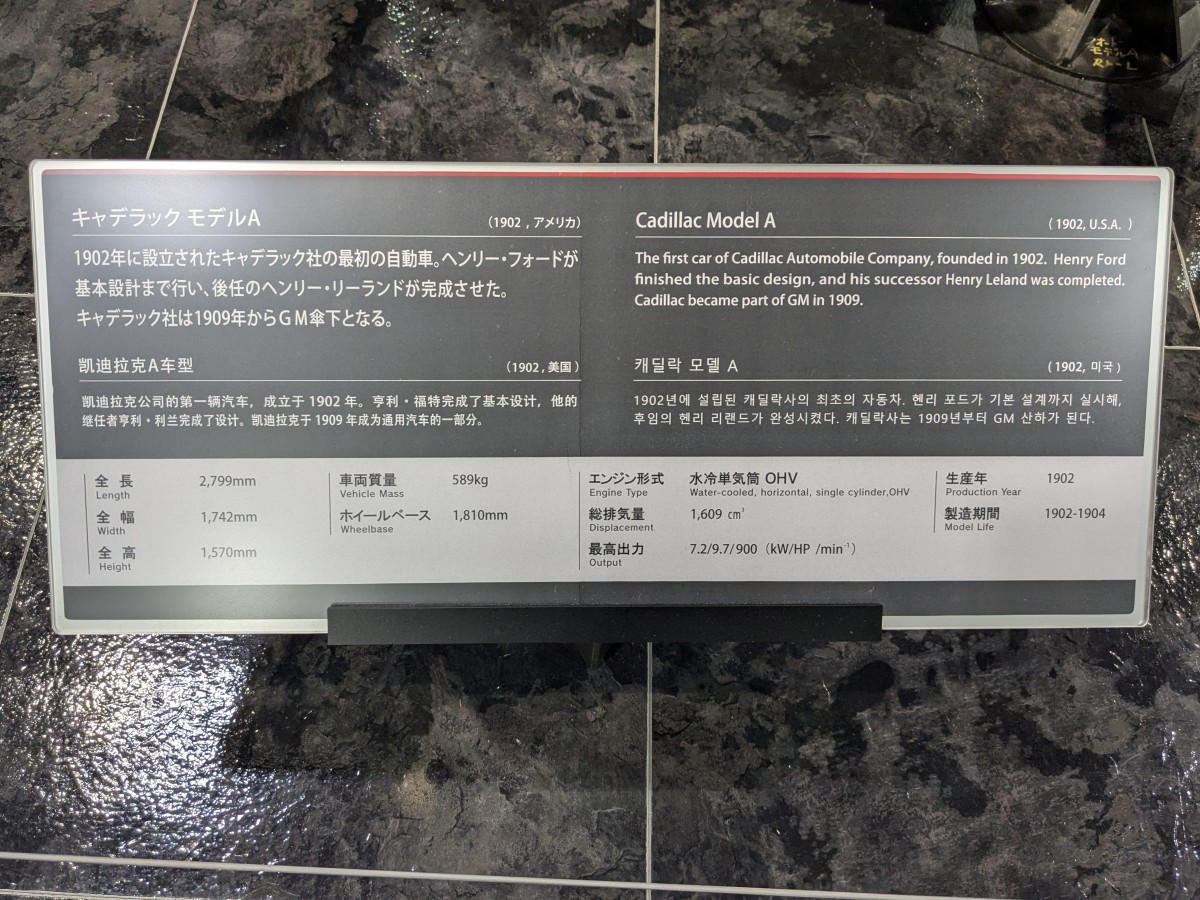 キャデラック モデルA (1902 , アメリカ)
1902年に設立されたキャデラック社の最初の自動車。ヘンリー・フォードが
基本設計まで行い、後任のヘンリー・リーランドが完成させた。
キャデラック社は1909年からGM傘下となる。
Cadillac Model A (1902, U.S.A. )
The first car of Cadillac Automobile Company, founded in 1902. Henry Ford
finished the basic design, and his successor Henry Leland was completed.
Cadillac became part of GM in 1909.
凯迪拉克A车型 (1902 , 美国)
凯迪拉克公司的第一辆汽车，成立于 1902 年。亨利・福特完成了基本设计，他的
继任者亨利・利兰完成了设计。凯迪拉克于 1909 年成为通用汽车的一部分。
캐딜락 모델 A (1902, 미국)
1902년에 설립된 캐딜락사의 최초의 자동차. 헨리 포드가 기본 설계까지 실시해,
후임의 헨리 리랜드가 완성시켰다. 캐딜락사는 1909년부터 GM 산하가 된다.
全 長 2,799mm
Length
全 幅 1,742mm
Width
全 高 1,570mm
Height
車両質量 589kg
Vehicle Mass
ホイールベース 1,810mm
Wheelbase
エンジン形式 水冷単気筒 OHV
Engine Type Water-cooled, horizontal, single cylinder,OHV
総排気量 1,609 cm³
Displacement
最高出力 7.2/9.7/900（kW/HP /min⁻¹）
Output
生産年 1902
Production Year
製造期間 1902-1904
Model Life